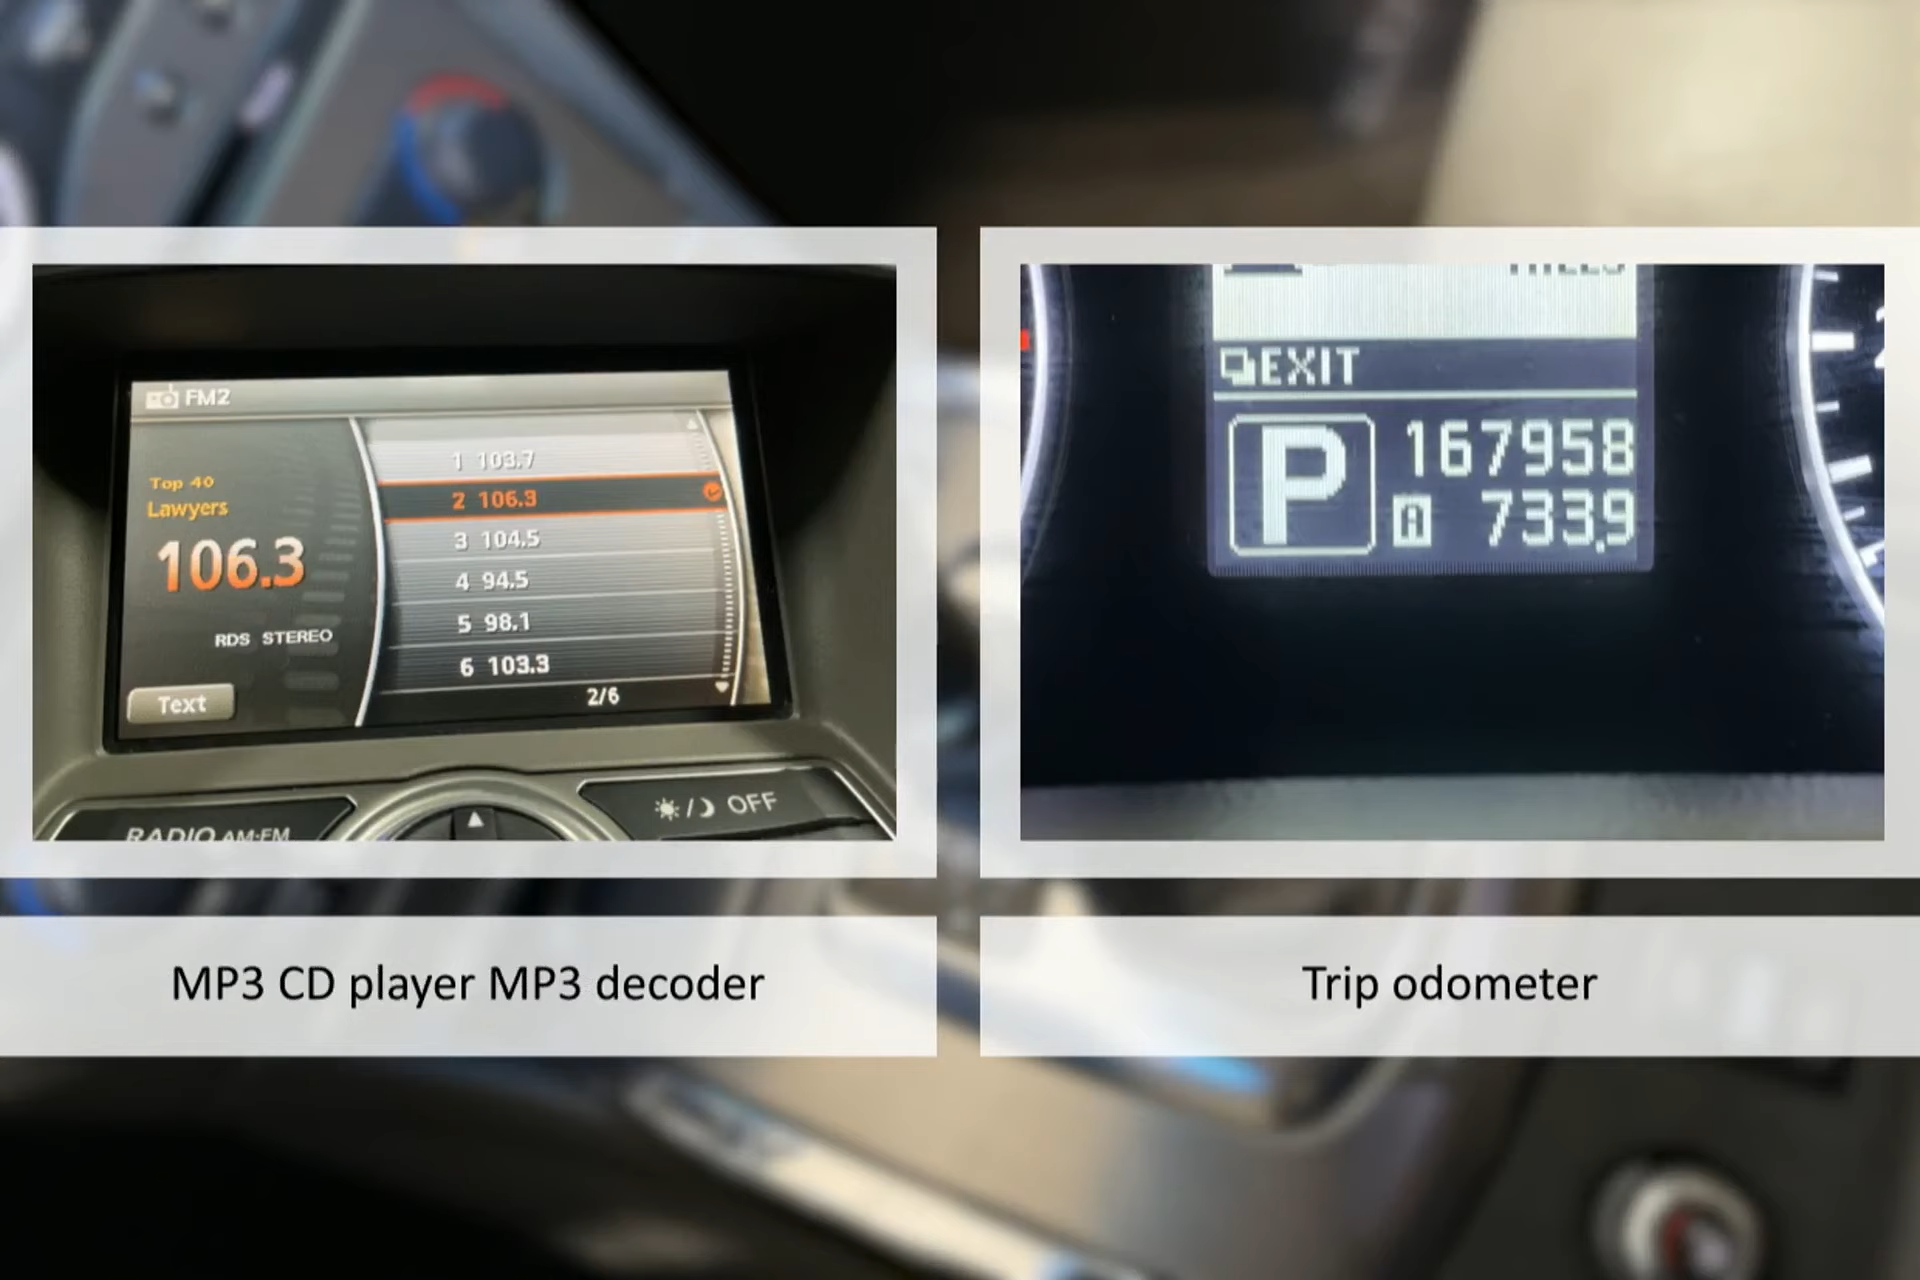 FM2
Top 40
Lawyers
106.3
RDS STEREO
Text
1 103.7
2 106.3
3 104.5
4 94.5
5 98.1
6 103.3
2/6
RADIO AM·FM
OFF
MP3 CD player MP3 decoder
EXIT
P
167958
A 733.9
Trip odometer